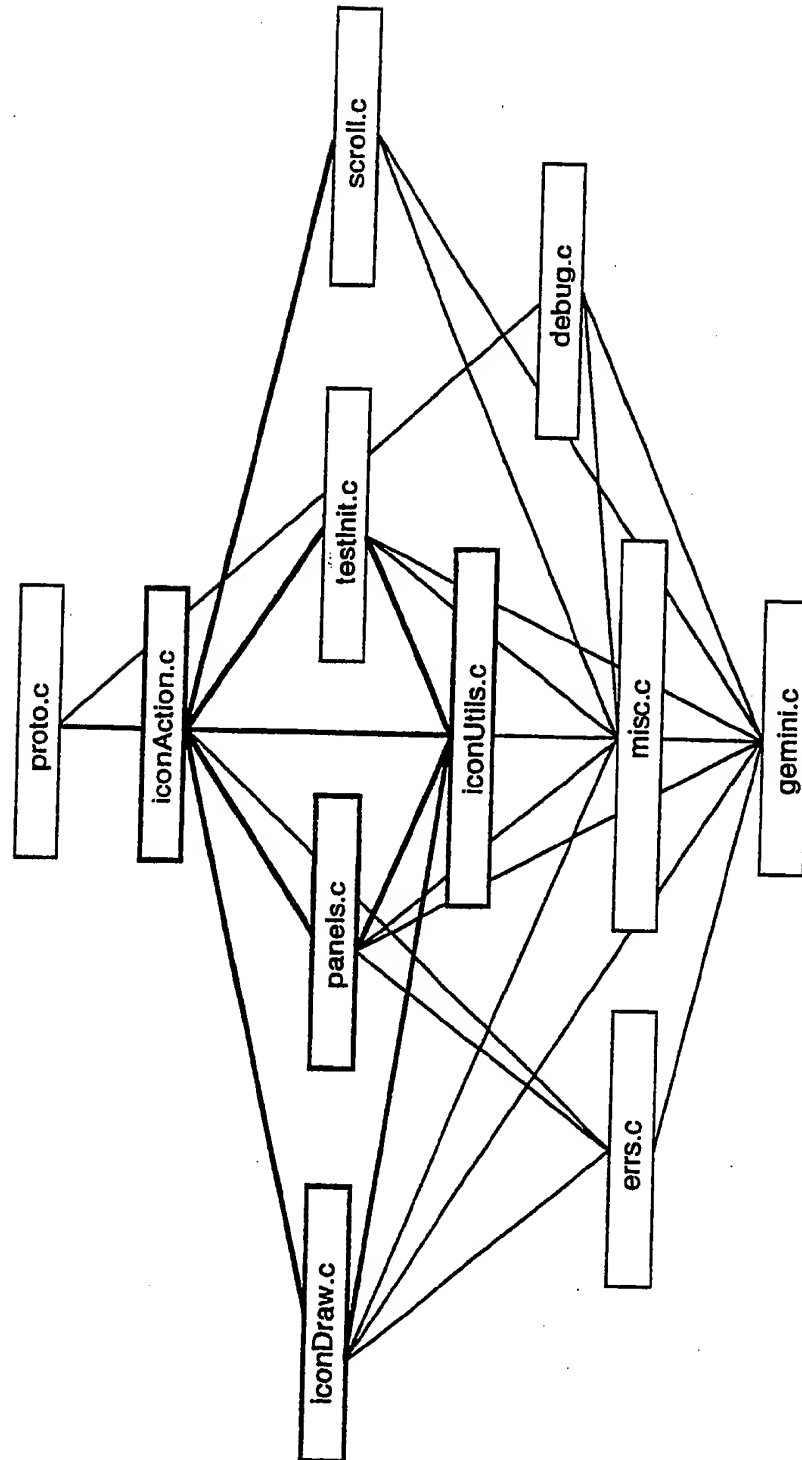 proto.c
iconAction.c
iconDraw.c
panels.c
testInit.c
scroll.c
iconUtils.c
debug.c
errs.c
misc.c
gemini.c